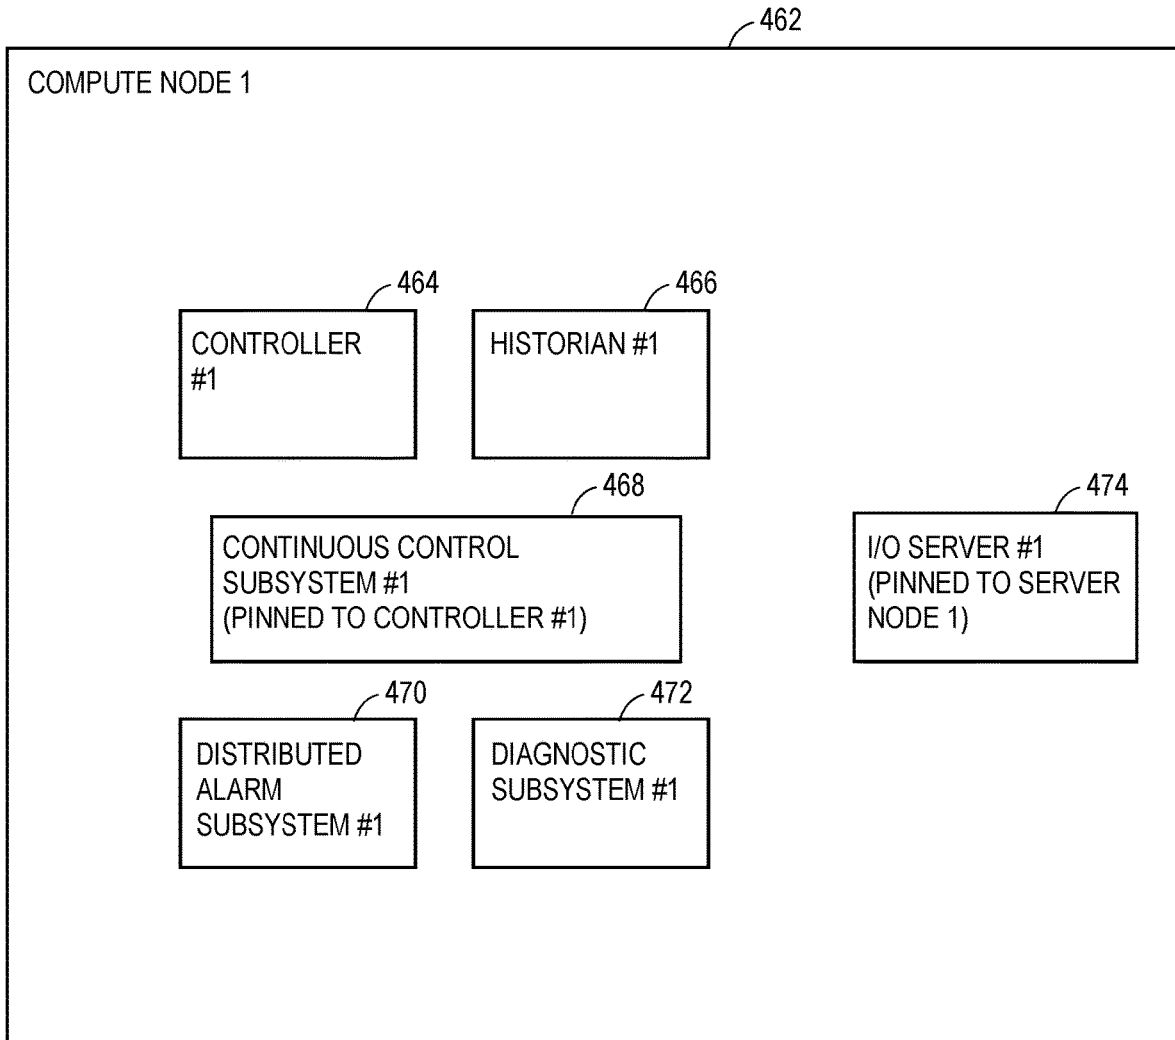 462
COMPUTE NODE 1
464
466
CONTROLLER
#1
HISTORIAN #1
468
474
CONTINUOUS CONTROL
SUBSYSTEM #1
(PINNED TO CONTROLLER #1)
I/O SERVER #1
(PINNED TO SERVER
NODE 1)
470
472
DISTRIBUTED
ALARM
SUBSYSTEM #1
DIAGNOSTIC
SUBSYSTEM #1